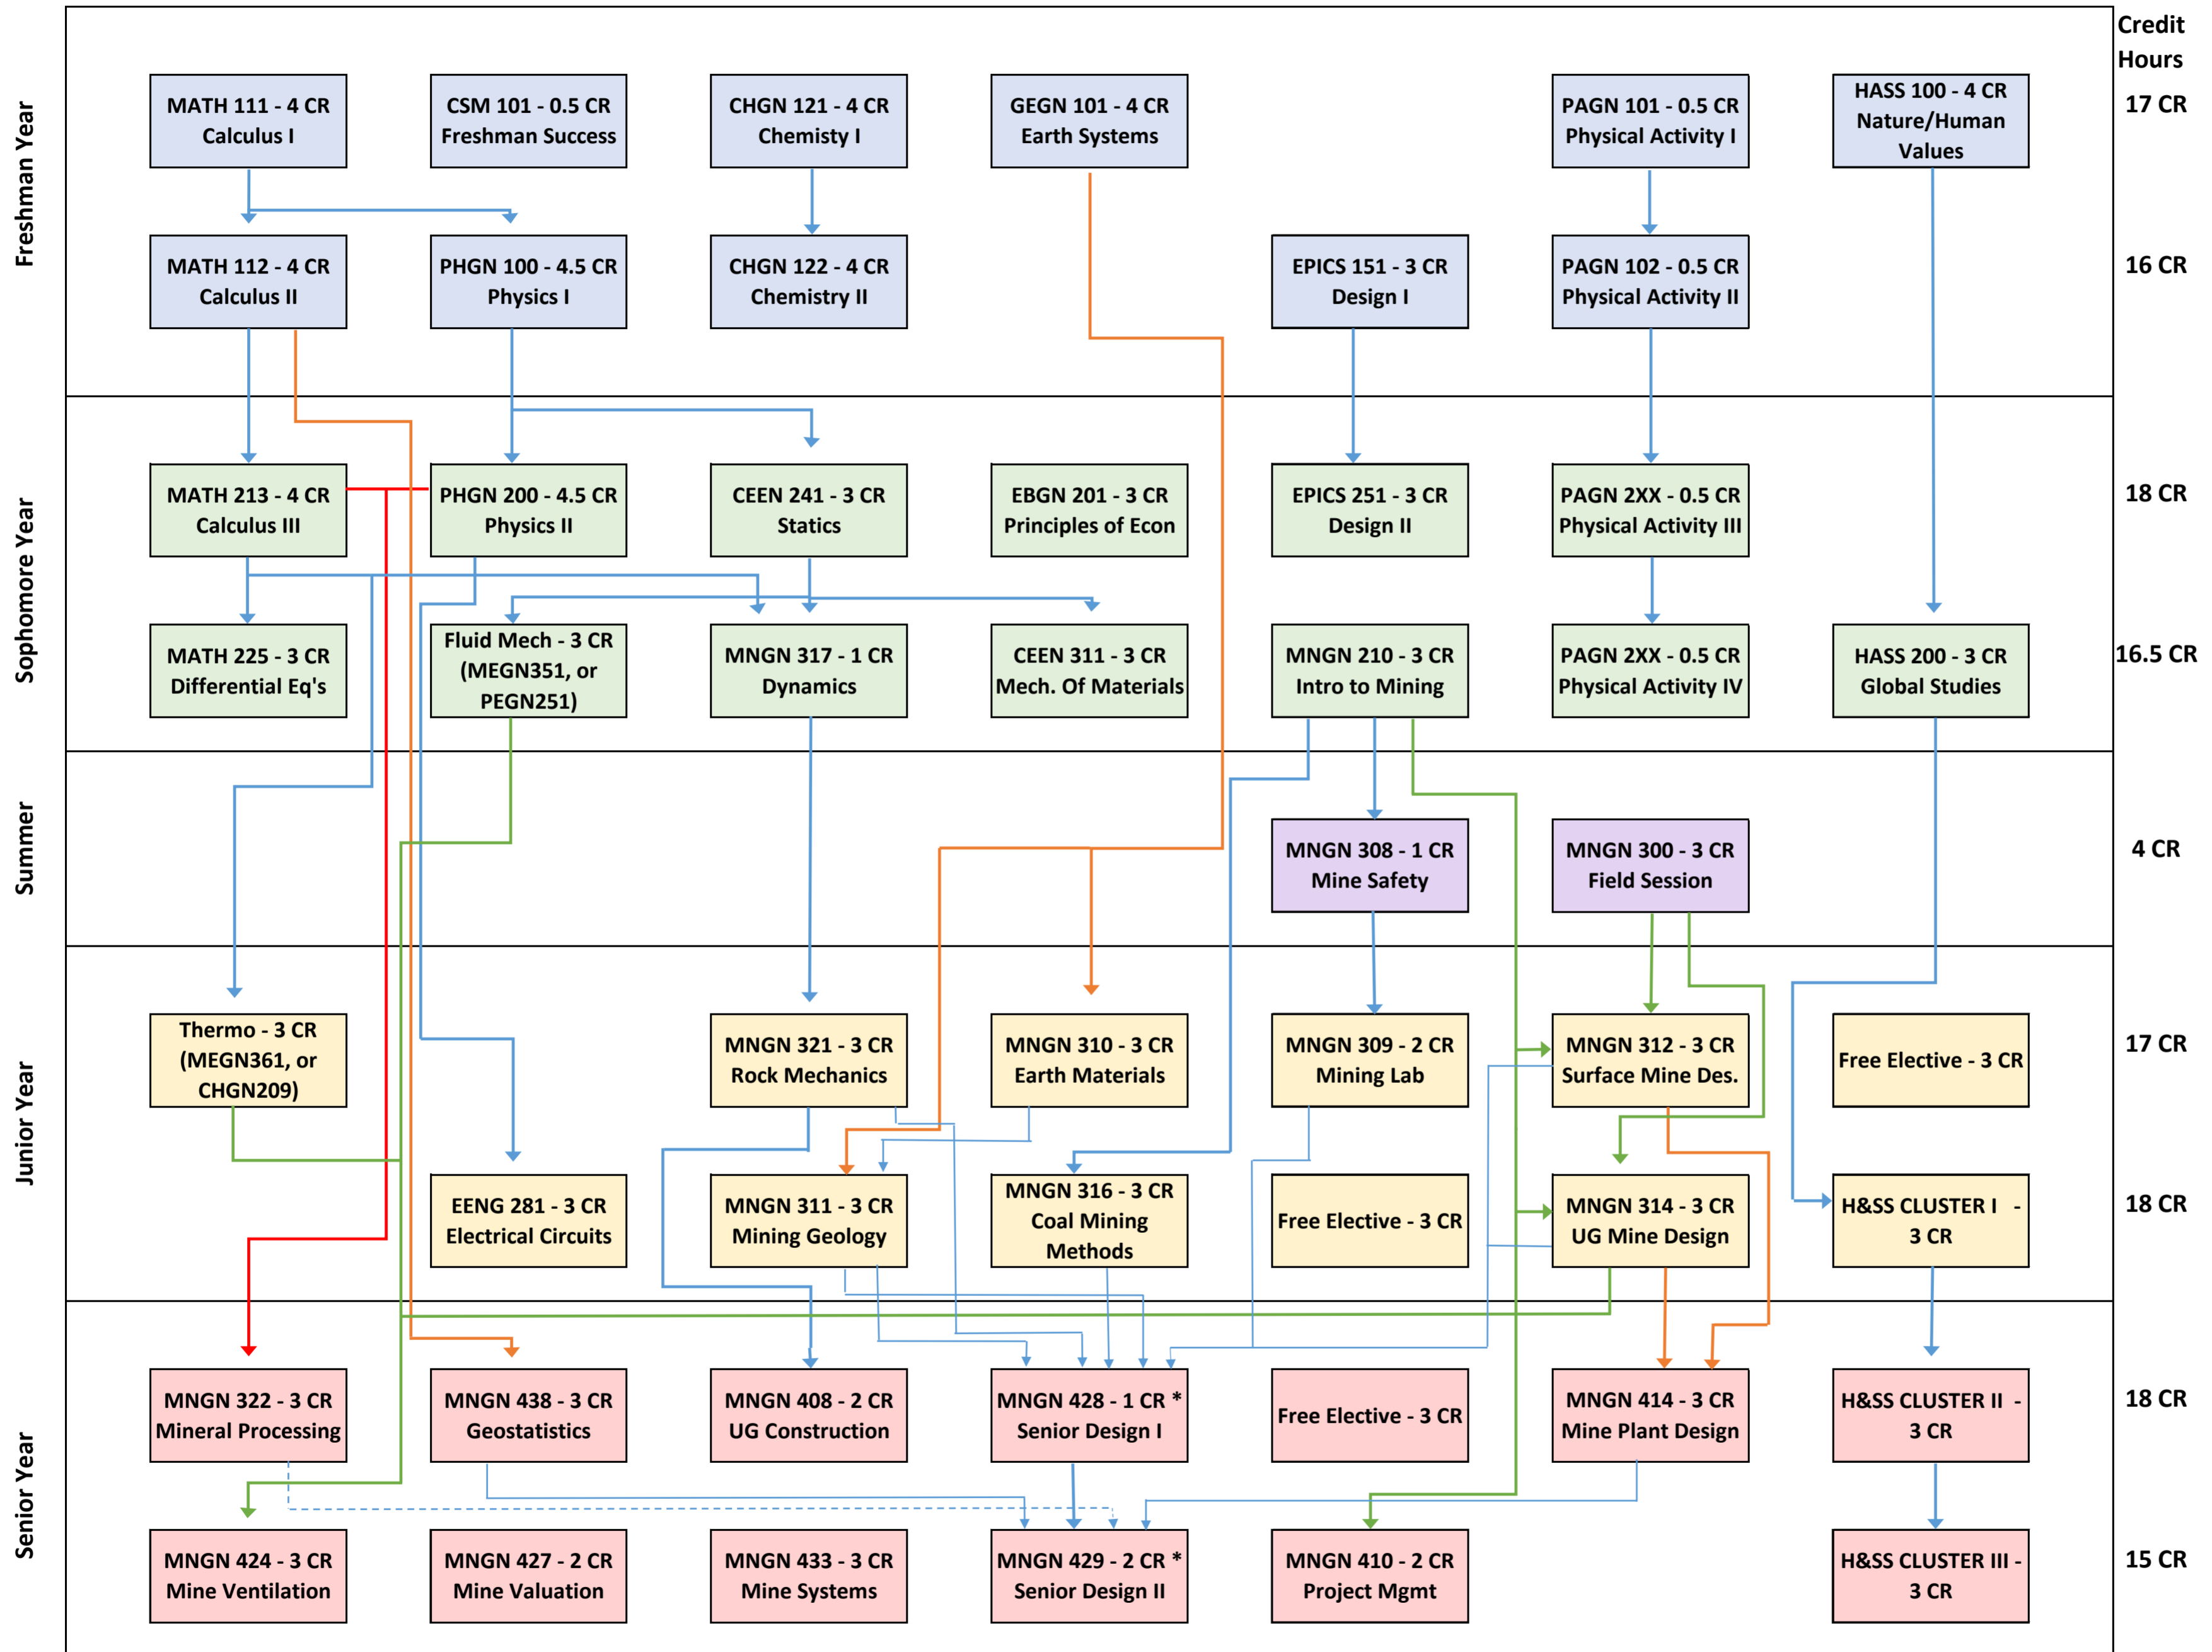 Credit
Hours
Freshman Year
MATH 111 - 4 CR
Calculus I
CSM 101 - 0.5 CR
Freshman Success
CHGN 121 - 4 CR
Chemisty I
GEGN 101 - 4 CR
Earth Systems
PAGN 101 - 0.5 CR
Physical Activity I
HASS 100 - 4 CR
Nature/Human
Values
17 CR
MATH 112 - 4 CR
Calculus II
PHGN 100 - 4.5 CR
Physics I
CHGN 122 - 4 CR
Chemistry II
EPICS 151 - 3 CR
Design I
PAGN 102 - 0.5 CR
Physical Activity II
16 CR
Sophomore Year
MATH 213 - 4 CR
Calculus III
PHGN 200 - 4.5 CR
Physics II
CEEN 241 - 3 CR
Statics
EBGN 201 - 3 CR
Principles of Econ
EPICS 251 - 3 CR
Design II
PAGN 2XX - 0.5 CR
Physical Activity III
18 CR
MATH 225 - 3 CR
Differential Eq's
Fluid Mech - 3 CR
(MEGN351, or
PEGN251)
MNGN 317 - 1 CR
Dynamics
CEEN 311 - 3 CR
Mech. Of Materials
MNGN 210 - 3 CR
Intro to Mining
PAGN 2XX - 0.5 CR
Physical Activity IV
HASS 200 - 3 CR
Global Studies
16.5 CR
Summer
MNGN 308 - 1 CR
Mine Safety
MNGN 300 - 3 CR
Field Session
4 CR
Junior Year
Thermo - 3 CR
(MEGN361, or
CHGN209)
MNGN 321 - 3 CR
Rock Mechanics
MNGN 310 - 3 CR
Earth Materials
MNGN 309 - 2 CR
Mining Lab
MNGN 312 - 3 CR
Surface Mine Des.
Free Elective - 3 CR
17 CR
EENG 281 - 3 CR
Electrical Circuits
MNGN 311 - 3 CR
Mining Geology
MNGN 316 - 3 CR
Coal Mining
Methods
Free Elective - 3 CR
MNGN 314 - 3 CR
UG Mine Design
H&SS CLUSTER I -
3 CR
18 CR
Senior Year
MNGN 322 - 3 CR
Mineral Processing
MNGN 438 - 3 CR
Geostatistics
MNGN 408 - 2 CR
UG Construction
MNGN 428 - 1 CR *
Senior Design I
Free Elective - 3 CR
MNGN 414 - 3 CR
Mine Plant Design
H&SS CLUSTER II -
3 CR
18 CR
MNGN 424 - 3 CR
Mine Ventilation
MNGN 427 - 2 CR
Mine Valuation
MNGN 433 - 3 CR
Mine Systems
MNGN 429 - 2 CR *
Senior Design II
MNGN 410 - 2 CR
Project Mgmt
H&SS CLUSTER III -
3 CR
15 CR